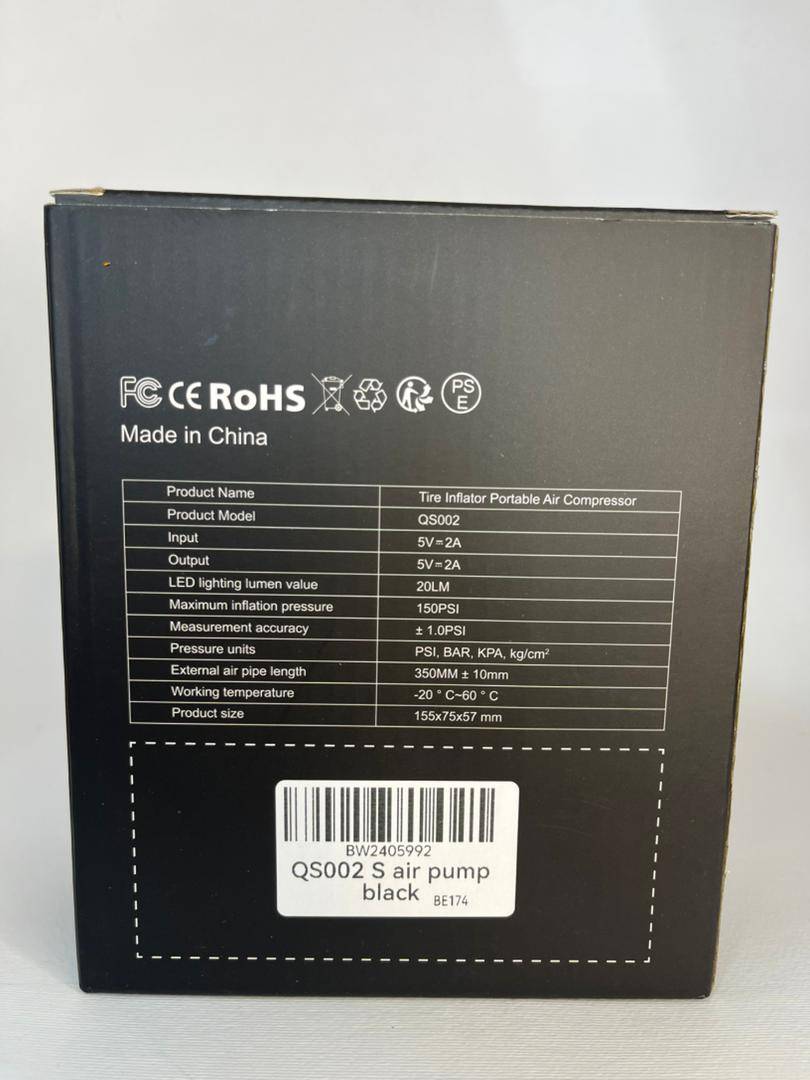 FC CE RoHS PS E
Made in China
Product Name Tire Inflator Portable Air Compressor
Product Model QS002
Input 5V⎓2A
Output 5V⎓2A
LED lighting lumen value 20LM
Maximum inflation pressure 150PSI
Measurement accuracy ± 1.0PSI
Pressure units PSI, BAR, KPA, kg/cm²
External air pipe length 350MM ± 10mm
Working temperature -20 ° C~60 ° C
Product size 155x75x57 mm
BW2405992
QS002 S air pump
black BE174